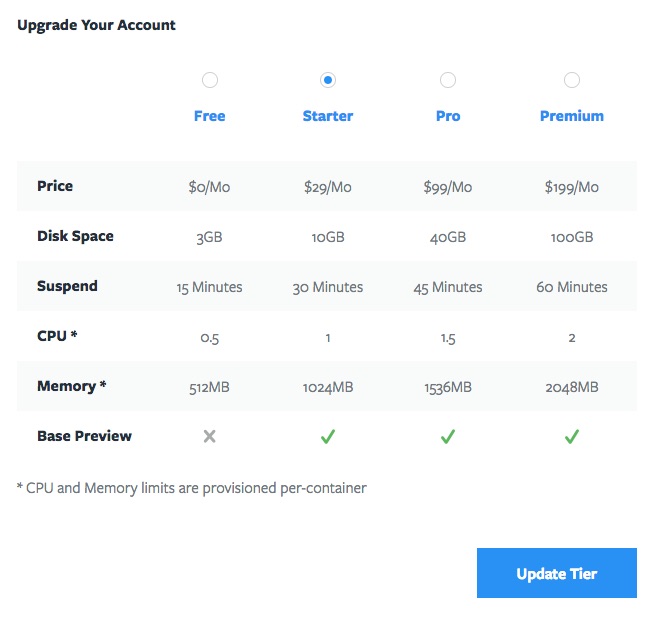 Upgrade Your Account
Free Starter Pro Premium
Price $0/Mo $29/Mo $99/Mo $199/Mo
Disk Space 3GB 10GB 40GB 100GB
Suspend 15 Minutes 30 Minutes 45 Minutes 60 Minutes
CPU * 0.5 1 1.5 2
Memory * 512MB 1024MB 1536MB 2048MB
Base Preview
* CPU and Memory limits are provisioned per-container
Update Tier